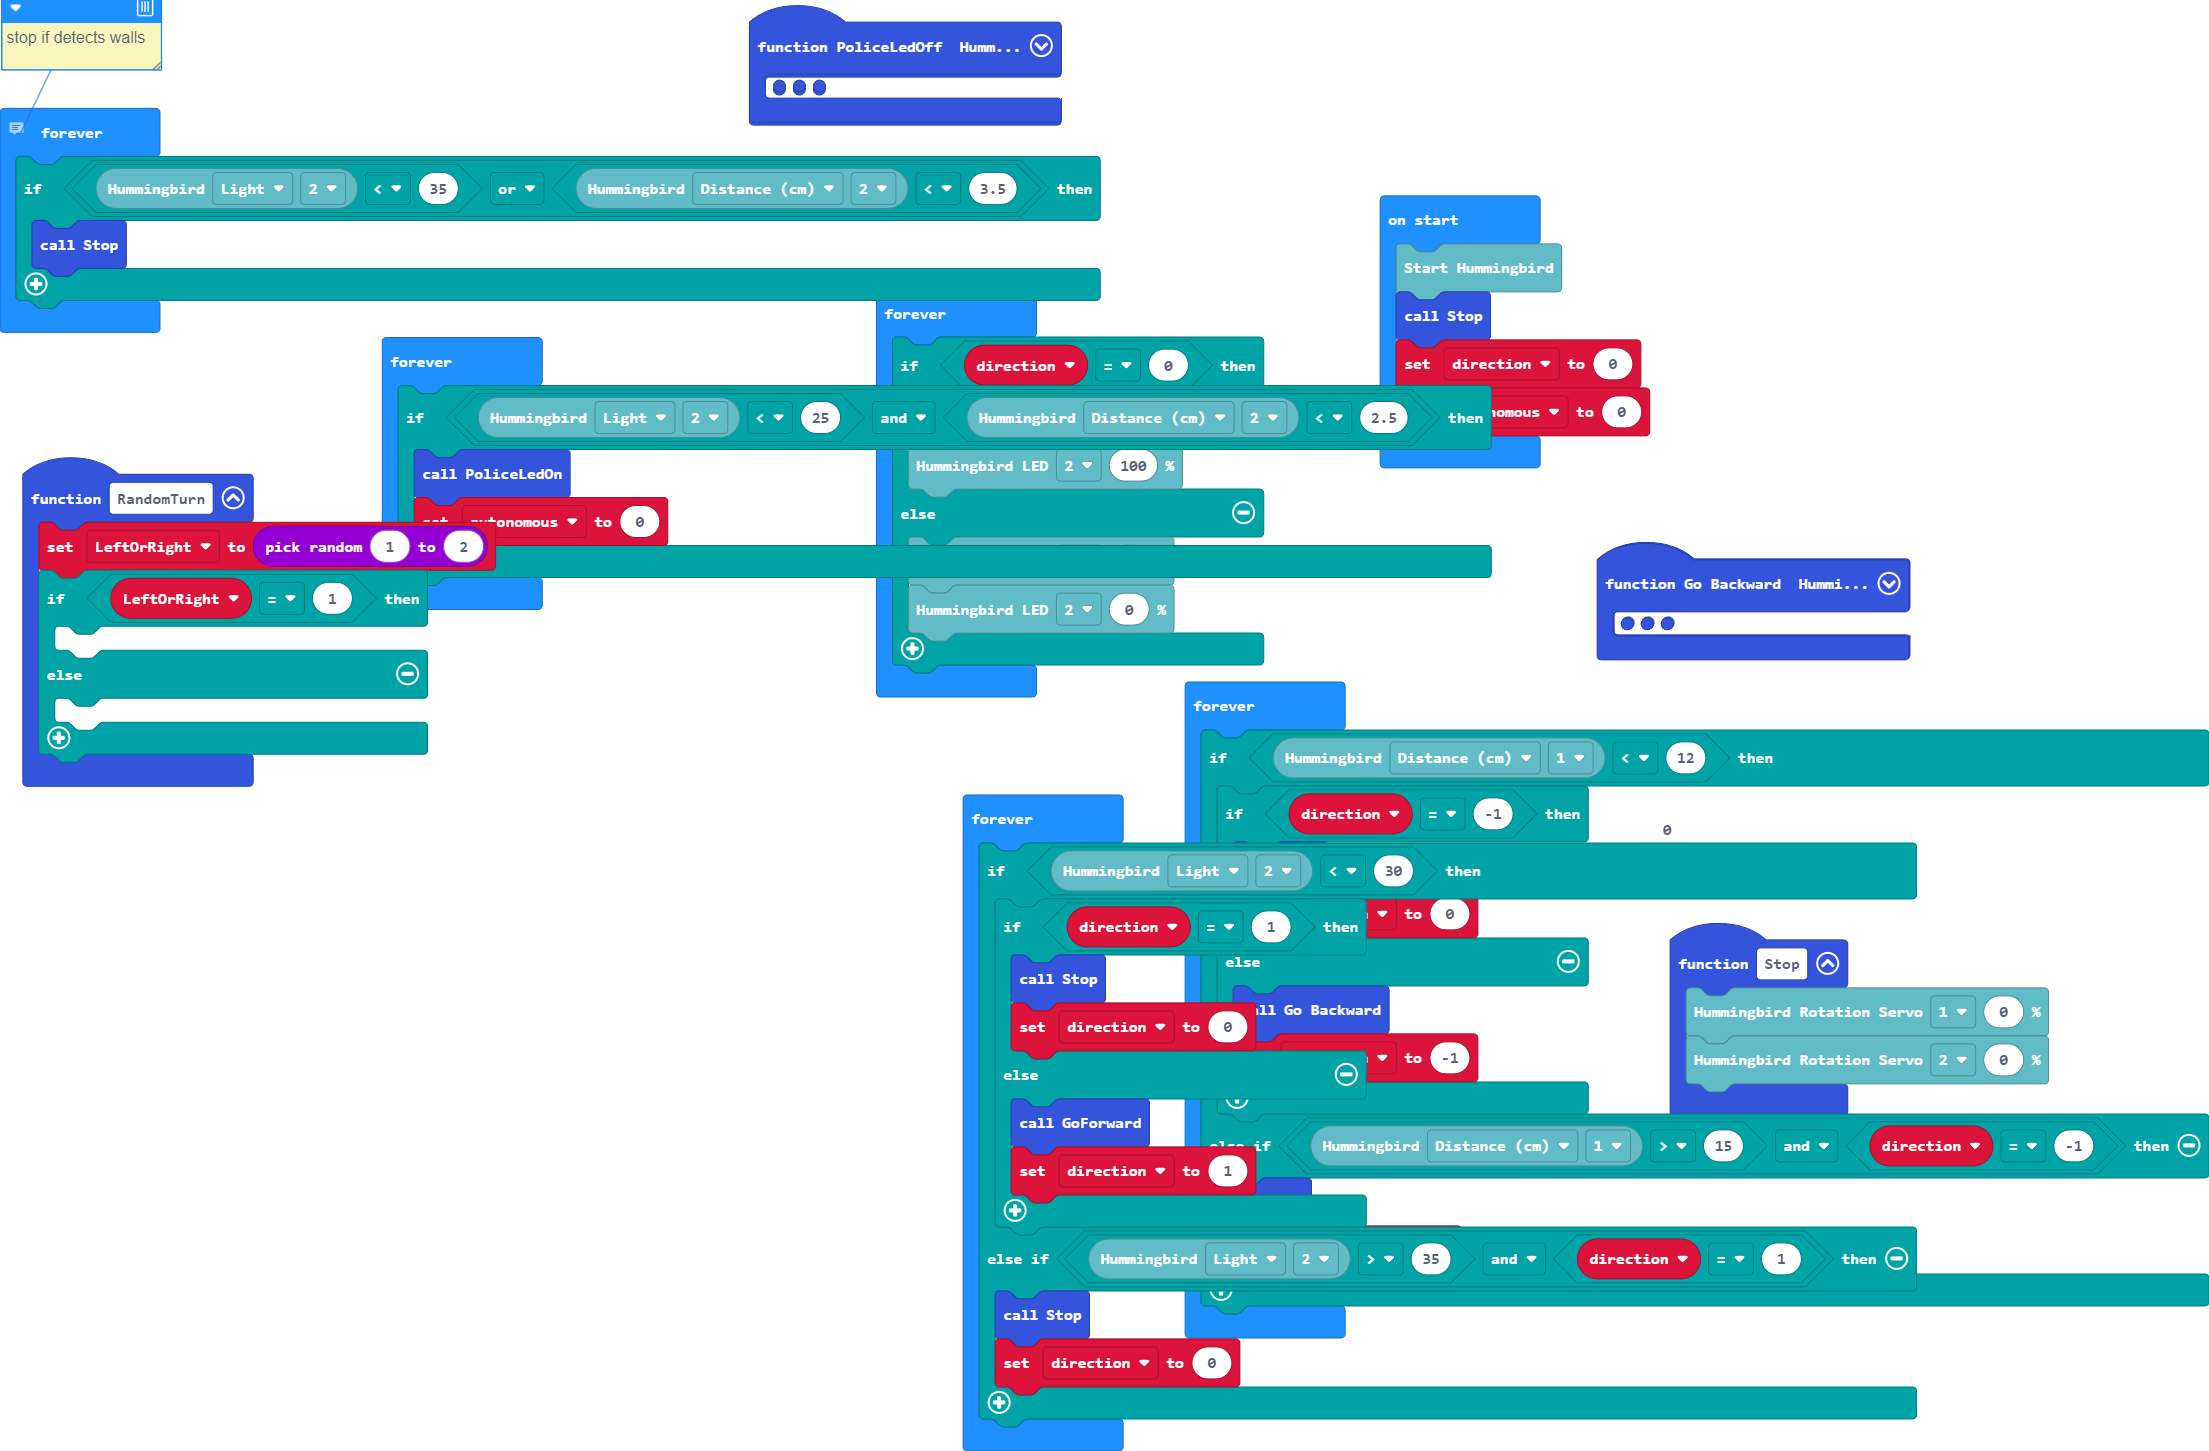 stop if detects walls
function PoliceLedOff Humm...
forever
if Hummingbird Light 2 < 35 or Hummingbird Distance (cm) 2 < 3.5 then
call Stop
on start
Start Hummingbird
call Stop
set direction to 0
nomous to 0
forever
if direction = 0 then
Hummingbird LED 2 100 %
else
Hummingbird LED 2 0 %
forever
if Hummingbird Light 2 < 25 and Hummingbird Distance (cm) 2 < 2.5 then
call PoliceLedOn
set autonomous to 0
function RandomTurn
set LeftOrRight to pick random 1 to 2
if LeftOrRight = 1 then
else
function Go Backward Hummi...
forever
if Hummingbird Distance (cm) 1 < 12 then
if direction = -1 then
0
to 0
else
call Go Backward
to -1
else if Hummingbird Distance (cm) 1 > 15 and direction = -1 then
forever
if Hummingbird Light 2 < 30 then
if direction = 1 then
call Stop
set direction to 0
else
call GoForward
set direction to 1
else if Hummingbird Light 2 > 35 and direction = 1 then
call Stop
set direction to 0
function Stop
Hummingbird Rotation Servo 1 0 %
Hummingbird Rotation Servo 2 0 %